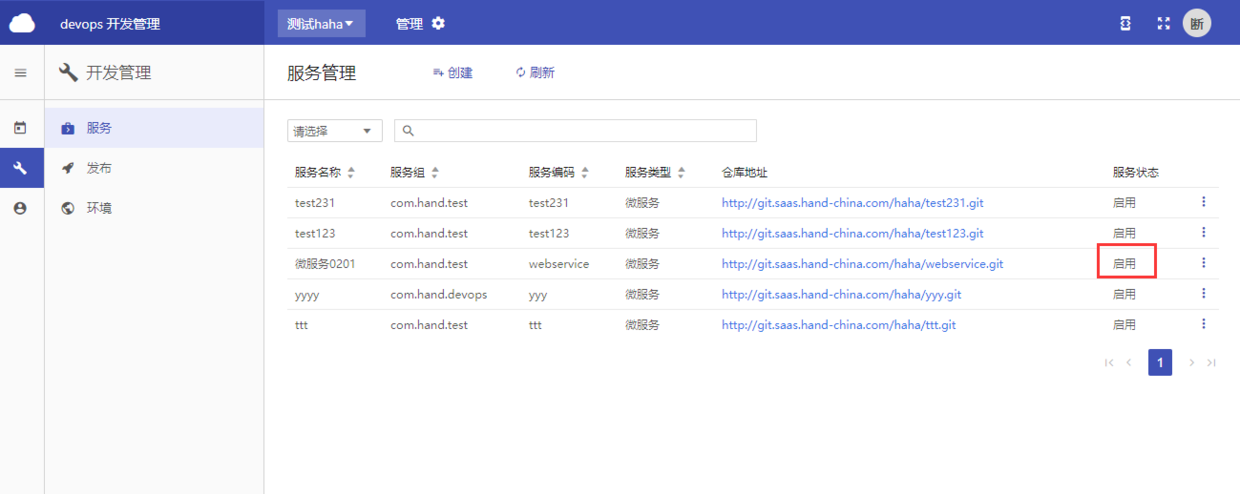 devops 开发管理 测试haha 管理 断
开发管理 服务管理 创建 刷新
服务
发布
环境
请选择
服务名称 服务组 服务编码 服务类型 仓库地址 服务状态
test231 com.hand.test test231 微服务 http://git.saas.hand-china.com/haha/test231.git 启用
test123 com.hand.test test123 微服务 http://git.saas.hand-china.com/haha/test123.git 启用
微服务0201 com.hand.test webservice 微服务 http://git.saas.hand-china.com/haha/webservice.git 启用
yyyy com.hand.devops yyy 微服务 http://git.saas.hand-china.com/haha/yyy.git 启用
ttt com.hand.test ttt 微服务 http://git.saas.hand-china.com/haha/ttt.git 启用
1